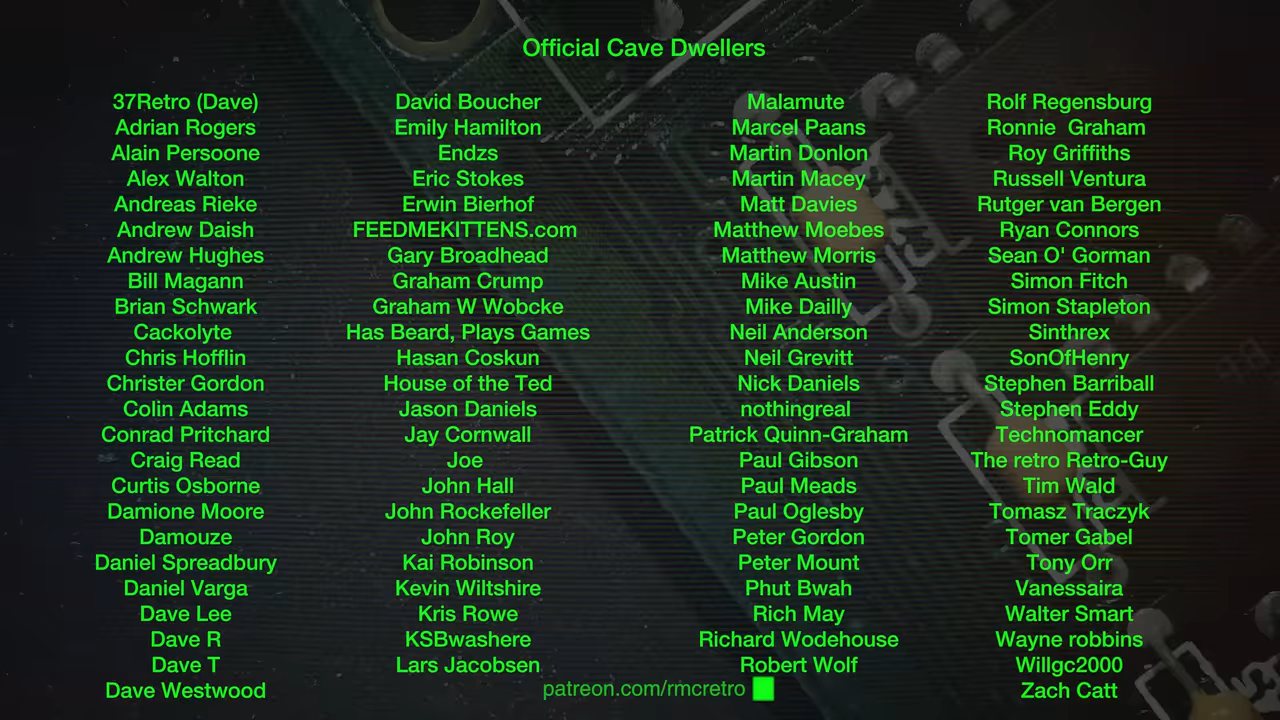 Official Cave Dwellers
37Retro (Dave)
Adrian Rogers
Alain Persoone
Alex Walton
Andreas Rieke
Andrew Daish
Andrew Hughes
Bill Magann
Brian Schwark
Cackolyte
Chris Hofflin
Christer Gordon
Colin Adams
Conrad Pritchard
Craig Read
Curtis Osborne
Damione Moore
Damouze
Daniel Spreadbury
Daniel Varga
Dave Lee
Dave R
Dave T
Dave Westwood
David Boucher
Emily Hamilton
Endzs
Eric Stokes
Erwin Bierhof
FEEDMEKITTENS.com
Gary Broadhead
Graham Crump
Graham W Wobcke
Has Beard, Plays Games
Hasan Coskun
House of the Ted
Jason Daniels
Jay Cornwall
Joe
John Hall
John Rockefeller
John Roy
Kai Robinson
Kevin Wiltshire
Kris Rowe
KSBwashere
Lars Jacobsen
Malamute
Marcel Paans
Martin Donlon
Martin Macey
Matt Davies
Matthew Moebes
Matthew Morris
Mike Austin
Mike Dailly
Neil Anderson
Neil Grevitt
Nick Daniels
nothingreal
Patrick Quinn-Graham
Paul Gibson
Paul Meads
Paul Oglesby
Peter Gordon
Peter Mount
Phut Bwah
Rich May
Richard Wodehouse
Robert Wolf
Rolf Regensburg
Ronnie  Graham
Roy Griffiths
Russell Ventura
Rutger van Bergen
Ryan Connors
Sean O' Gorman
Simon Fitch
Simon Stapleton
Sinthrex
SonOfHenry
Stephen Barriball
Stephen Eddy
Technomancer
The retro Retro-Guy
Tim Wald
Tomasz Traczyk
Tomer Gabel
Tony Orr
Vanessaira
Walter Smart
Wayne robbins
Willgc2000
Zach Catt
patreon.com/rmcretro